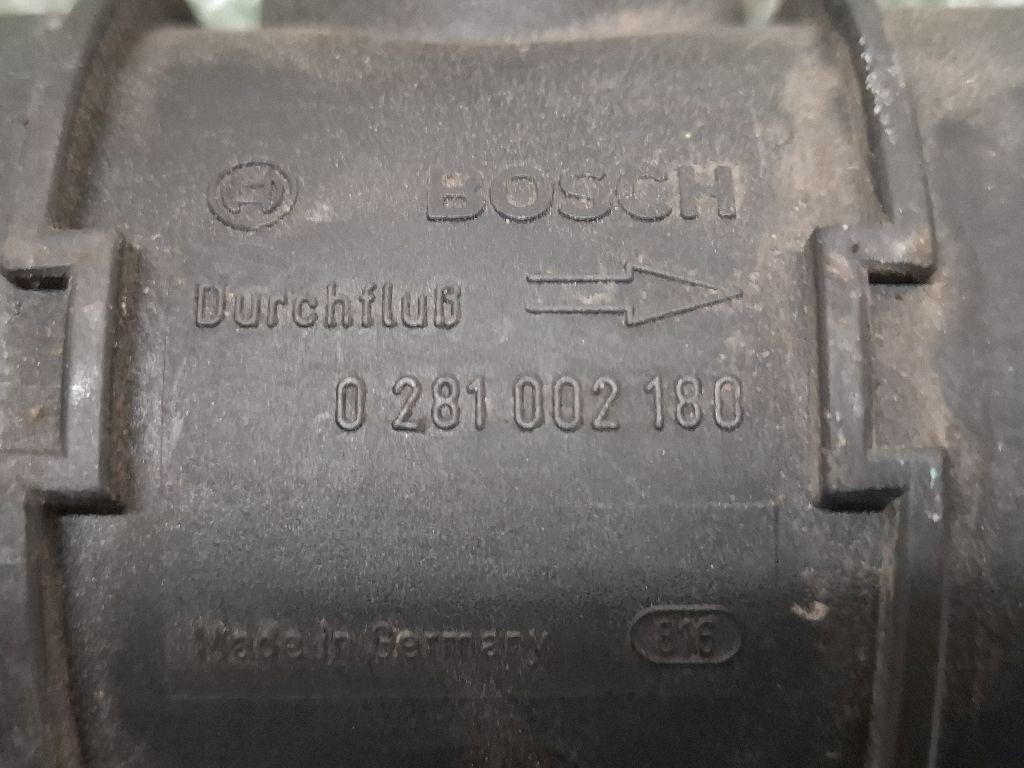 BOSCH
Durchfluß
0 281 002 180
Made in Germany 816